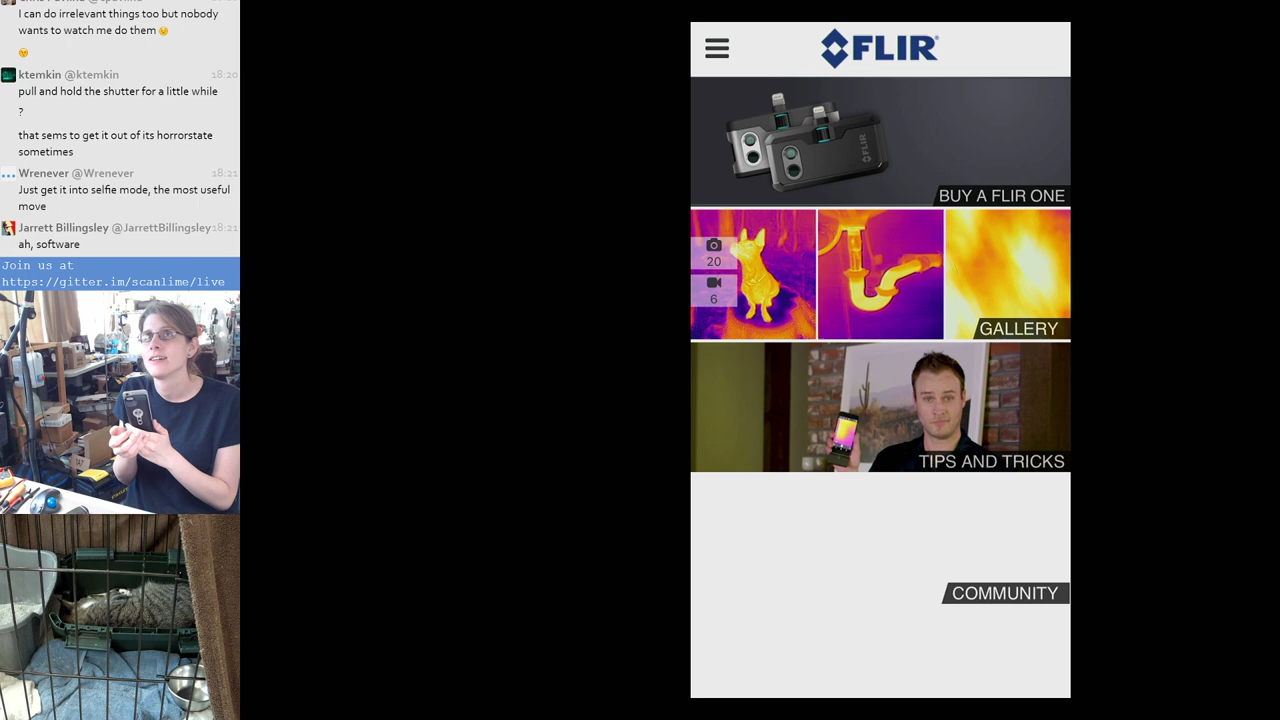 I can do irrelevant things too but nobody
wants to watch me do them
ktemkin @ktemkin 18:20
pull and hold the shutter for a little while
?
that sems to get it out of its horrorstate
sometimes
Wrenever @Wrenever 18:21
Just get it into selfie mode, the most useful
move
Jarrett Billingsley @JarrettBillingsley 18:21
ah, software
Join us at
https://gitter.im/scanlime/live
FLIR
FLIR
BUY A FLIR ONE
20
6
GALLERY
TIPS AND TRICKS
COMMUNITY